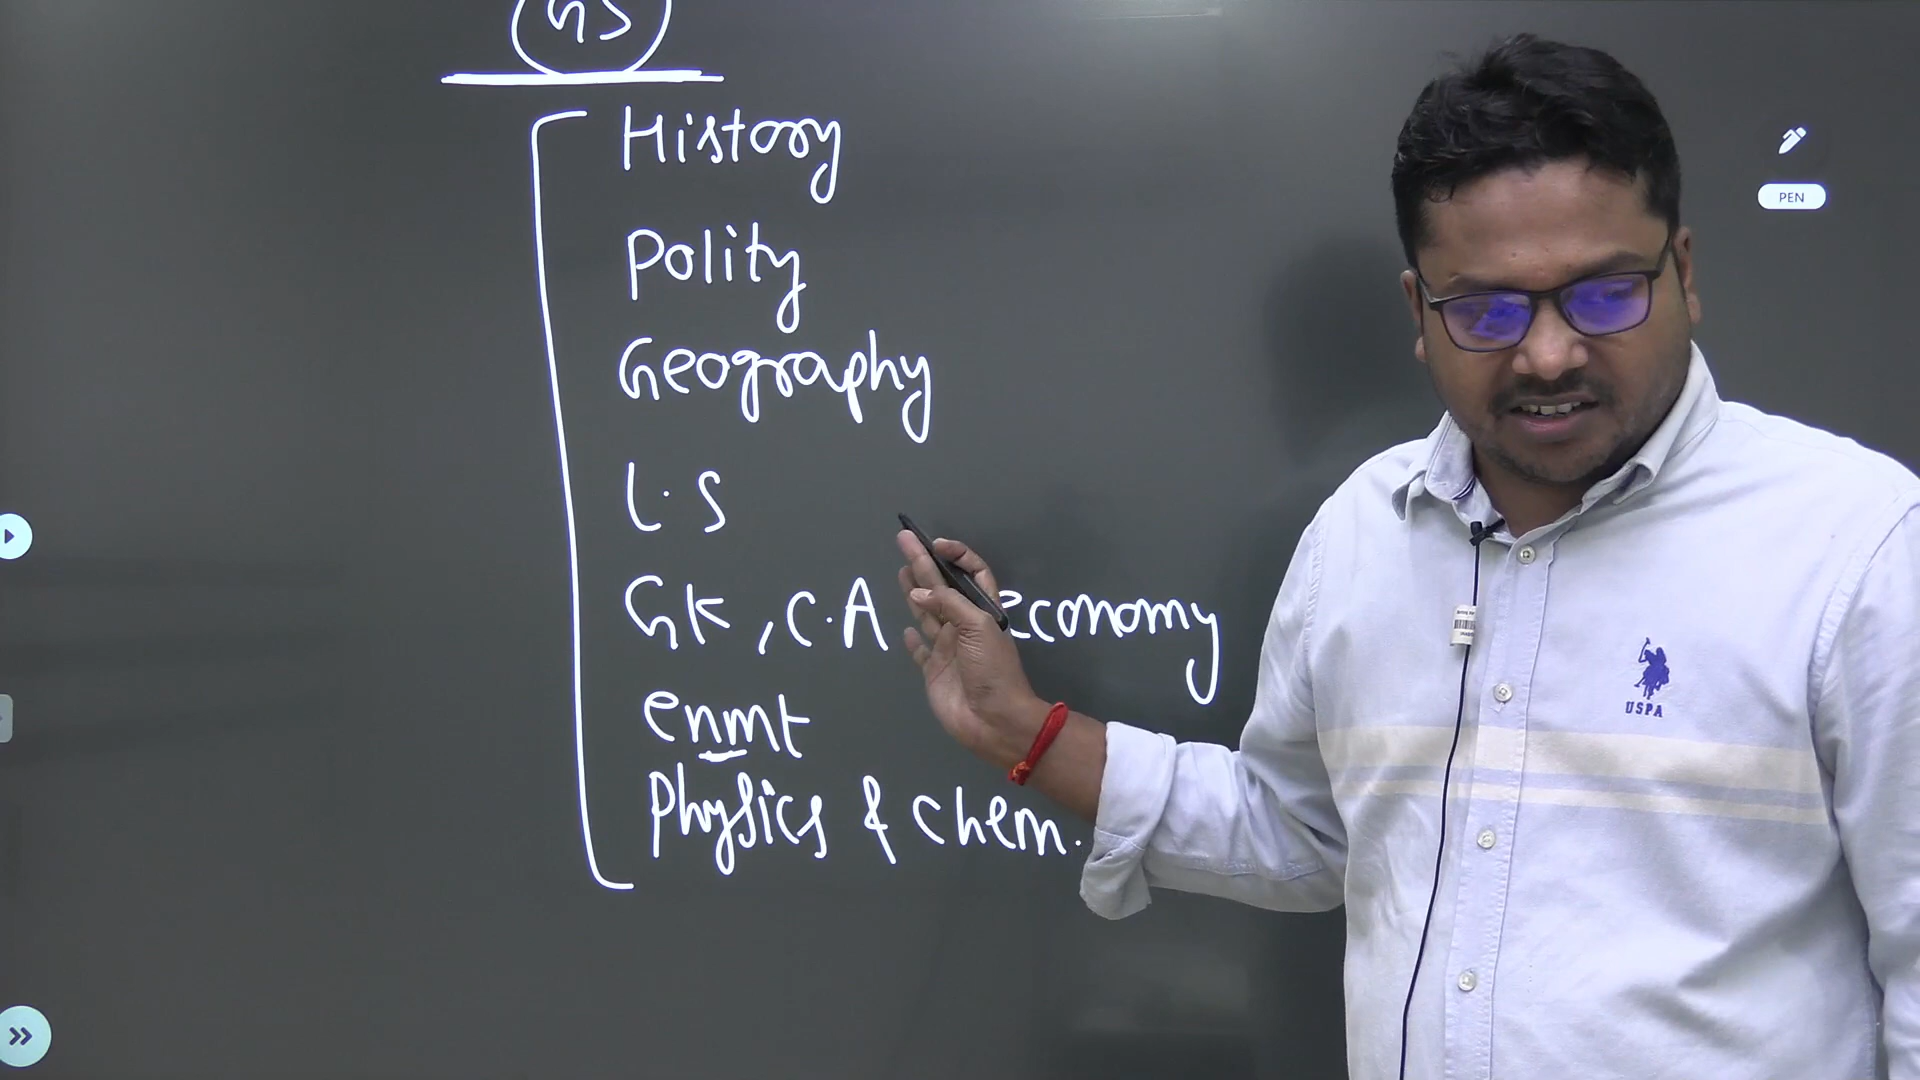 GS
History
Polity
Geography
L.S
GK, C.A economy
enmt
Physics & chem.
PEN
USPA